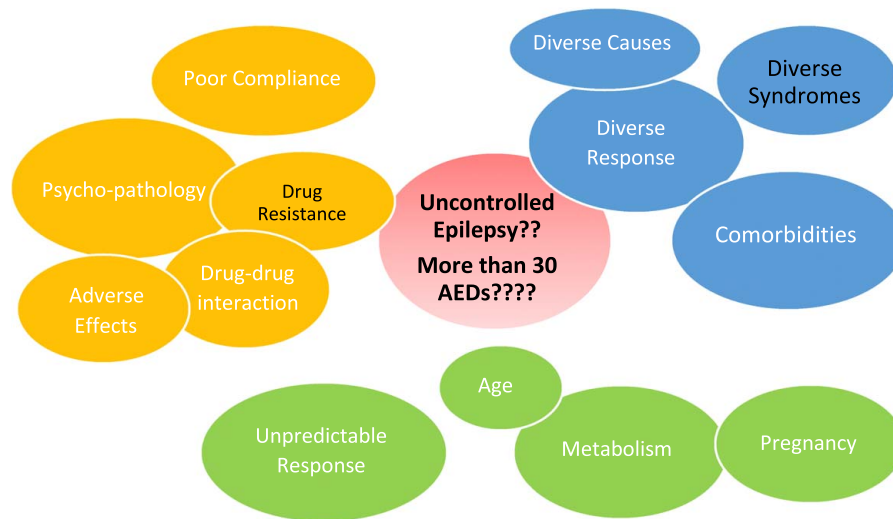 Poor Compliance
Psycho-pathology
Drug
Resistance
Drug-drug
interaction
Adverse
Effects
Uncontrolled
Epilepsy??
More than 30
AEDs????
Diverse Causes
Diverse
Syndromes
Diverse
Response
Comorbidities
Age
Unpredictable
Response
Metabolism
Pregnancy